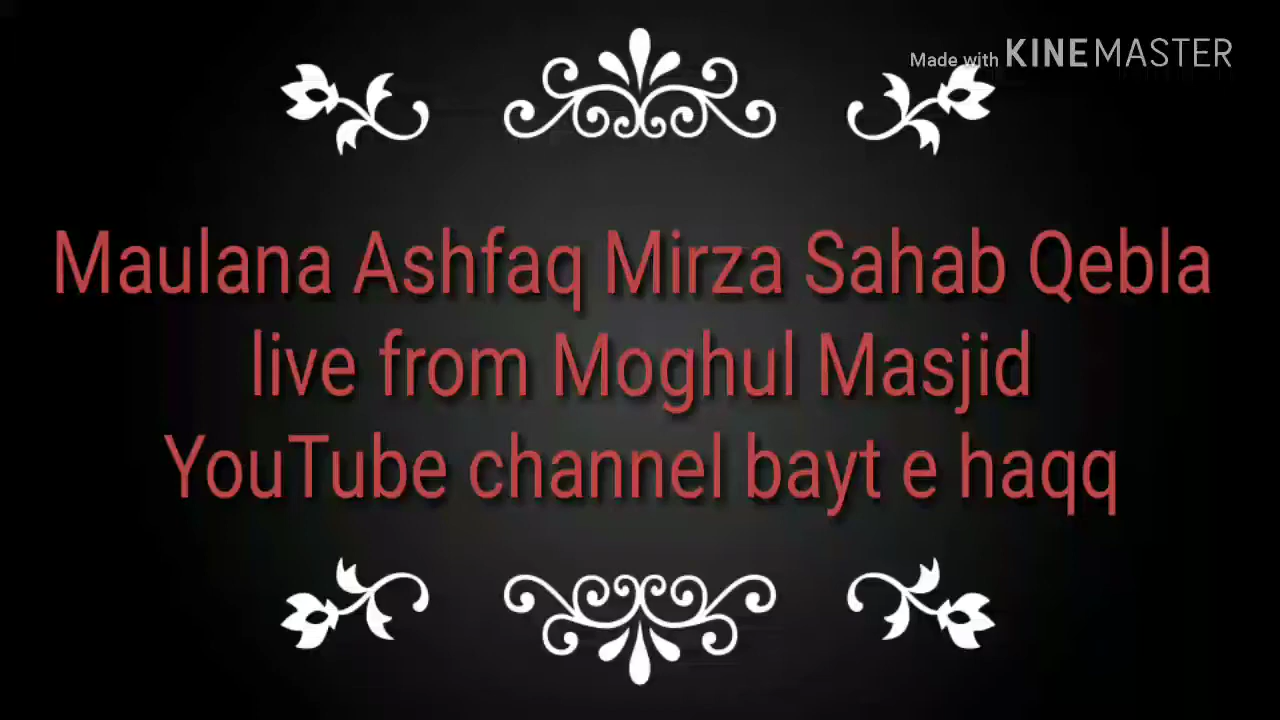 Made with KINEMASTER
Maulana Ashfaq Mirza Sahab Qebla
live from Moghul Masjid
YouTube channel bayt e haqq